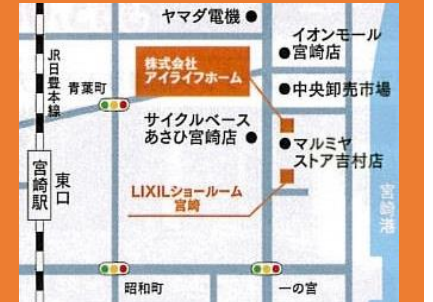 ヤマダ電機
イオンモール
宮崎店
株式会社
アイライフホーム
JR日豊本線
青葉町
中央卸売市場
サイクルベース
あさひ宮崎店
マルミヤ
ストア吉村店
宮崎駅
東口
LIXILショールーム
宮崎
宮崎港
昭和町
一の宮